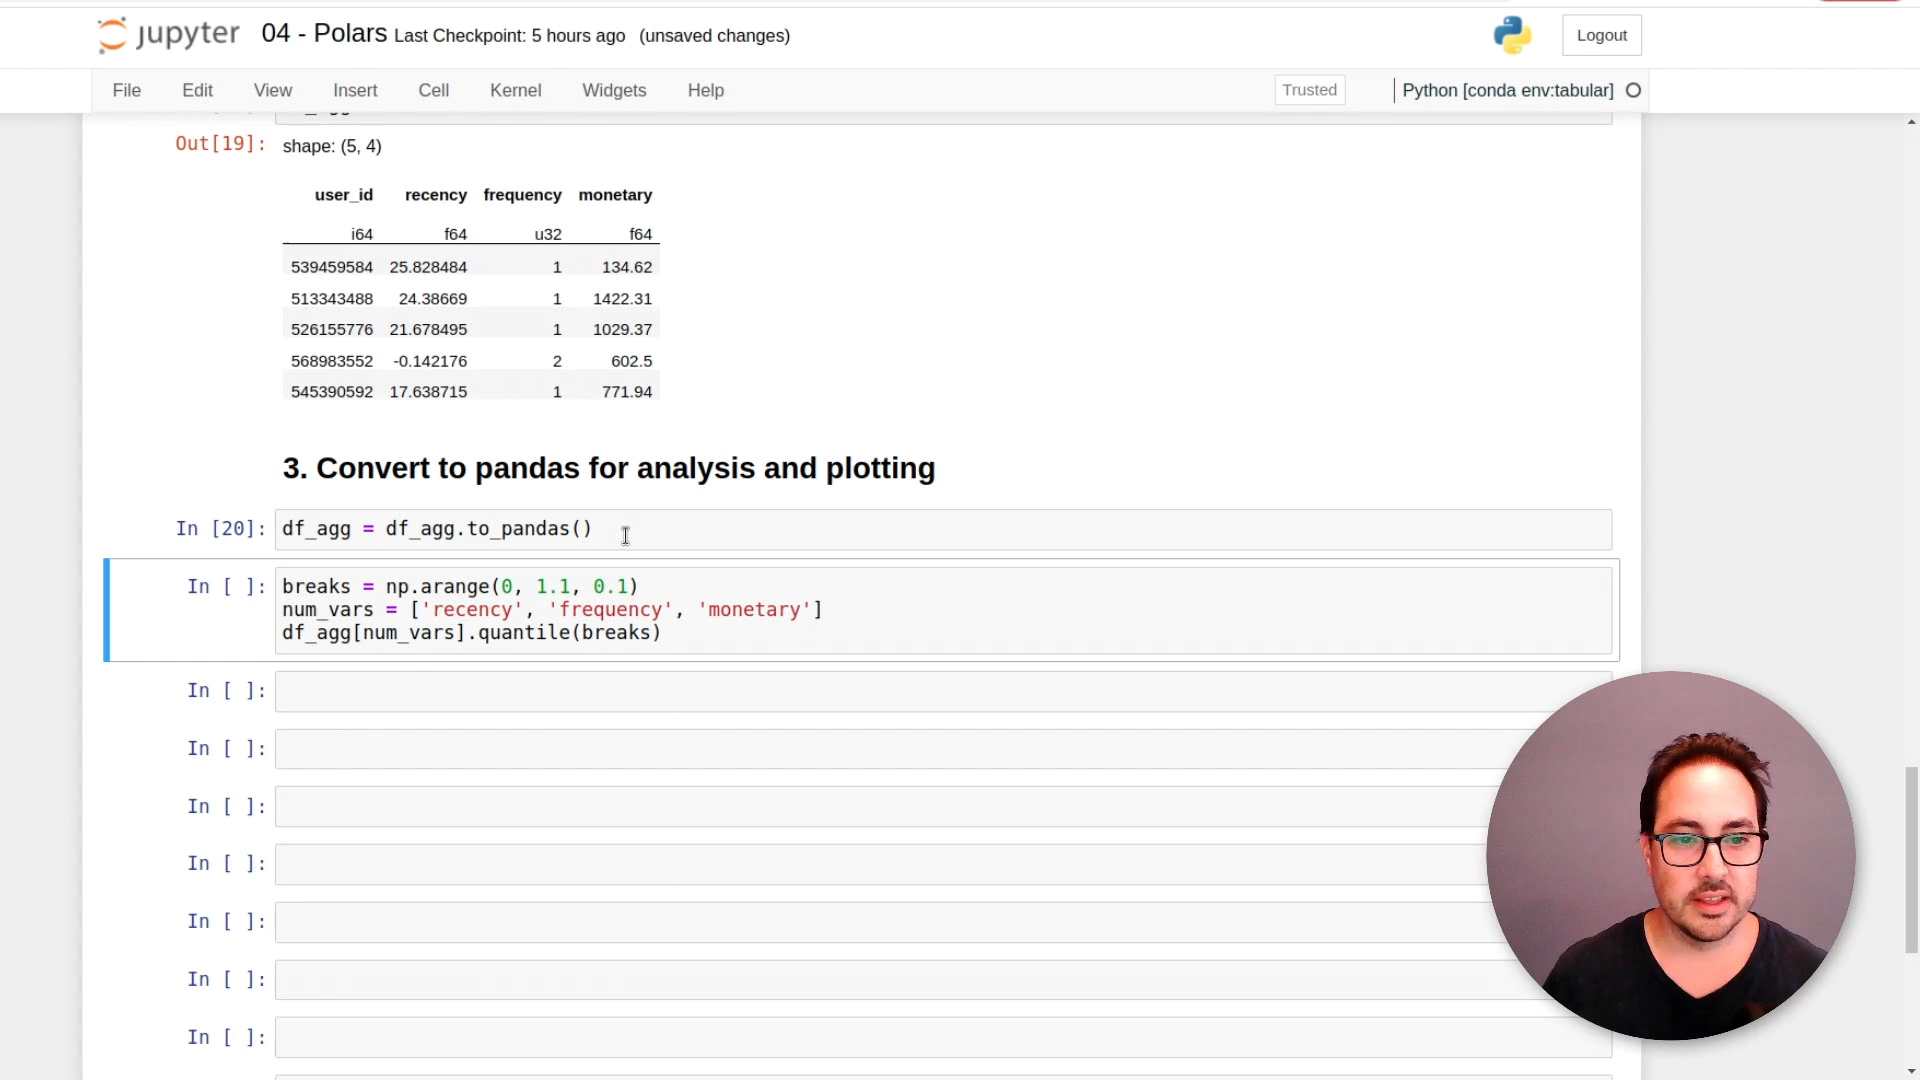 jupyter 04 - Polars Last Checkpoint: 5 hours ago (unsaved changes) Logout
File Edit View Insert Cell Kernel Widgets Help Trusted Python [conda env:tabular]
Out[19]: shape: (5, 4)
user_id recency frequency monetary
i64 f64 u32 f64
539459584 25.828484 1 134.62
513343488 24.38669 1 1422.31
526155776 21.678495 1 1029.37
568983552 -0.142176 2 602.5
545390592 17.638715 1 771.94
3. Convert to pandas for analysis and plotting
In [20]: df_agg = df_agg.to_pandas()
In [ ]: breaks = np.arange(0, 1.1, 0.1)
num_vars = ['recency', 'frequency', 'monetary']
df_agg[num_vars].quantile(breaks)
In [ ]:
In [ ]:
In [ ]:
In [ ]:
In [ ]:
In [ ]:
In [ ]: